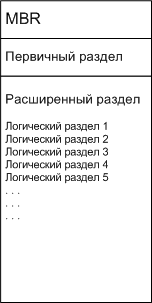 MBR
Первичный раздел
Расширенный раздел
Логический раздел 1
Логический раздел 2
Логический раздел 3
Логический раздел 4
Логический раздел 5
. . .
. . .
. . .